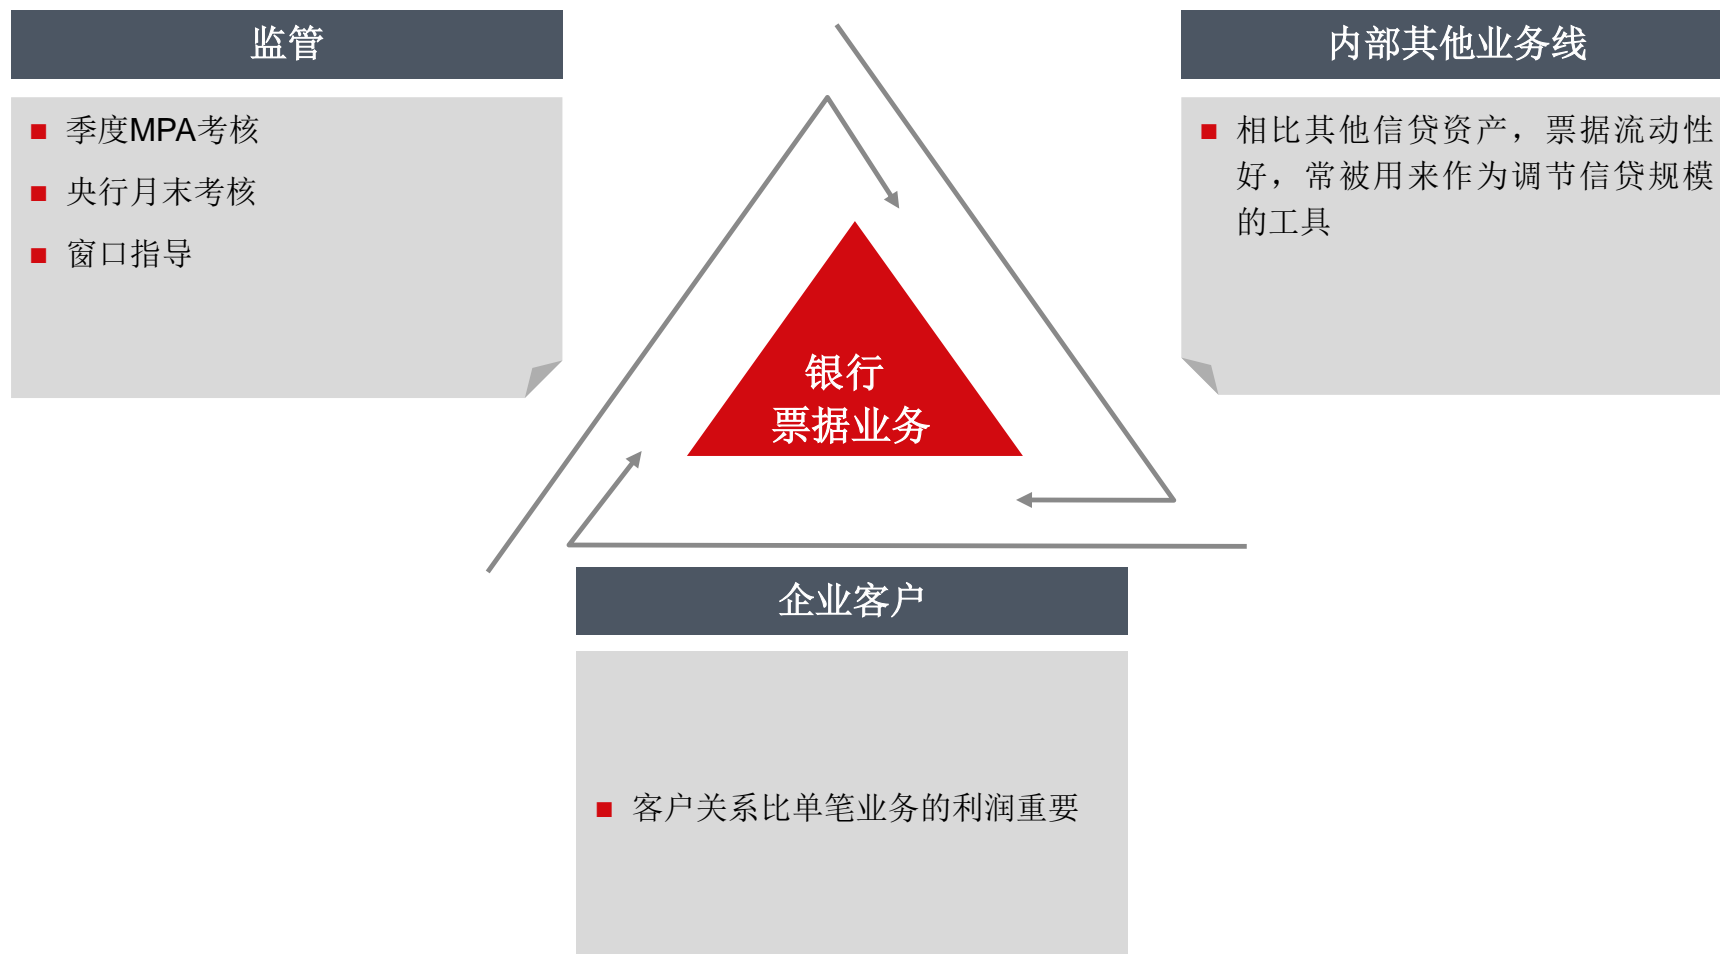 监管
季度MPA考核
央行月末考核
窗口指导
内部其他业务线
相比其他信贷资产，票据流动性
好，常被用来作为调节信贷规模
的工具
银行
票据业务
企业客户
客户关系比单笔业务的利润重要